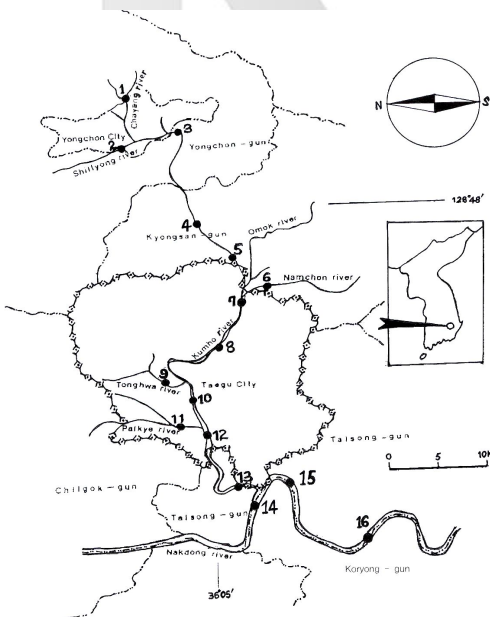 1
Chayang river
N
S
3
Yongchon City
2
Yongchon - gun
Shillyong river
128°48'
4
Omok river
Kyongsan - gun
5
6
Namchon river
7
Kumho river
8
9
Tonghwa river
Taegu City
10
11
Palkye river
12
Talsong - gun
0 5 10
13
15
Chilgok - gun
14
Talsong - gun
16
Nakdong river
Koryong - gun
36°05'